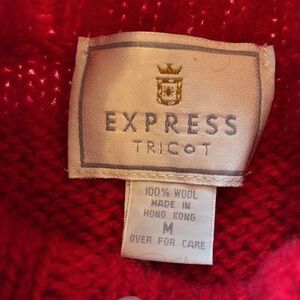 EXPRESS
TRICOT
100% WOOL
MADE IN
HONG KONG
M
OVER FOR CARE